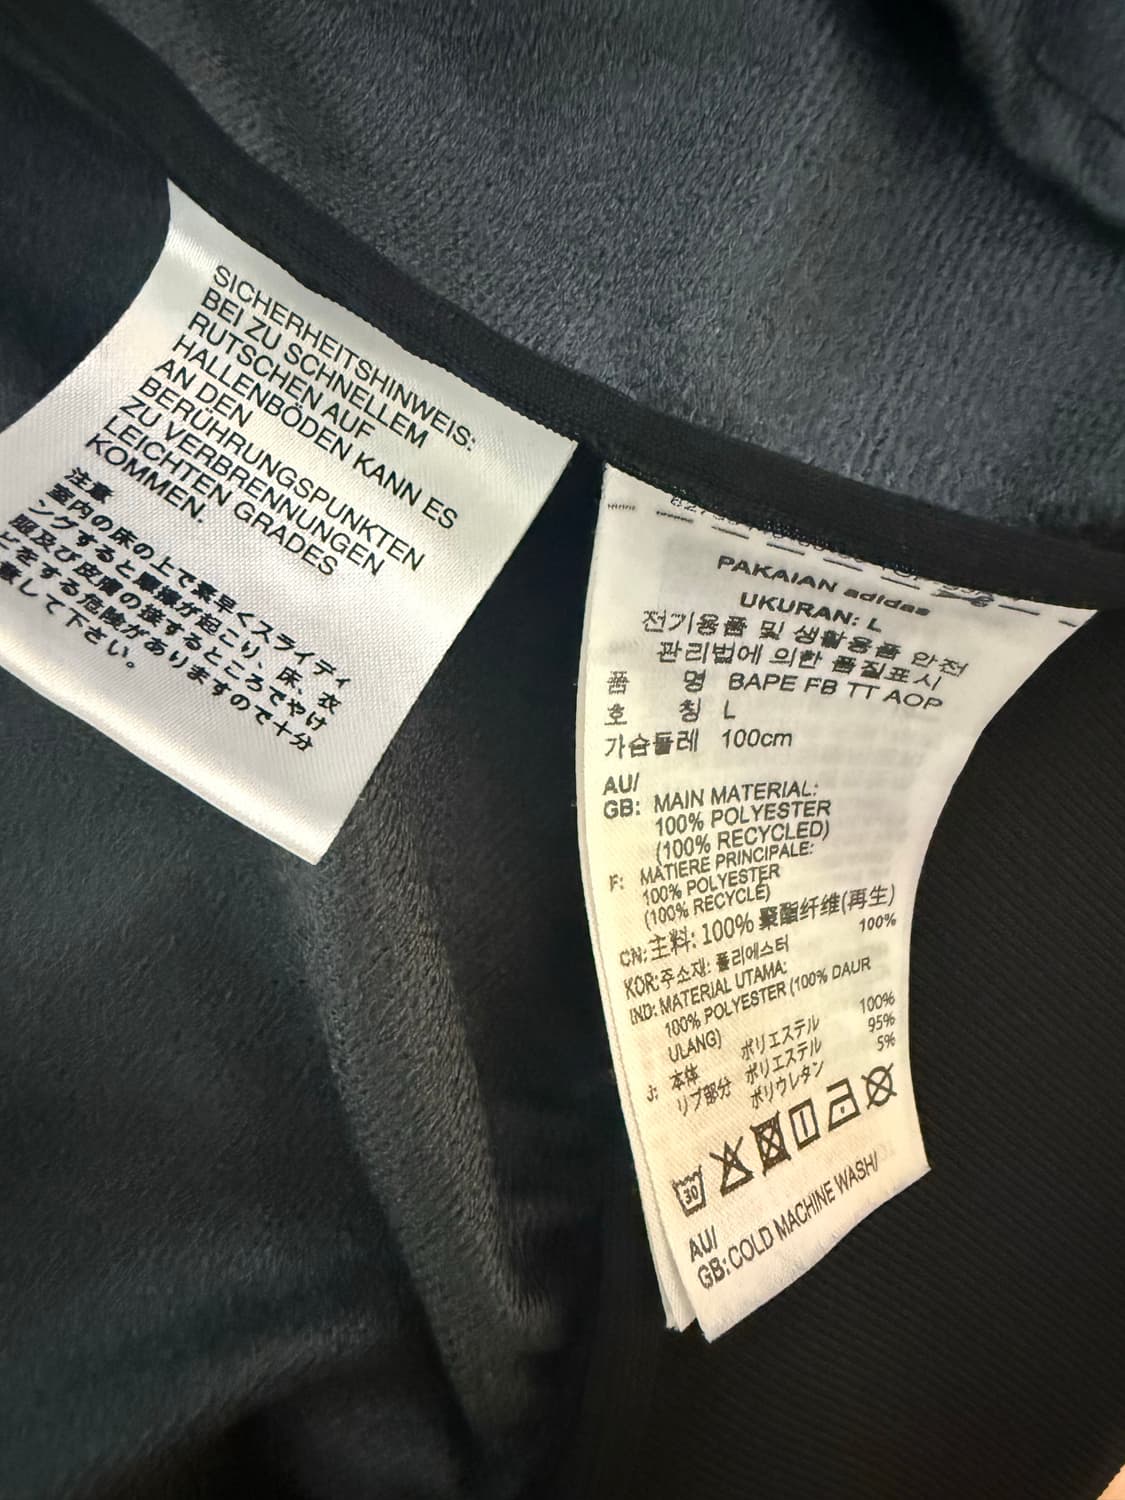 SICHERHEITSHINWEIS:
BEI ZU SCHNELLEM
RUTSCHEN AUF
HALLENBÖDEN KANN ES
AN DEN
BERÜHRUNGSPUNKTEN
ZU VERBRENNUNGEN
LEICHTEN GRADES
KOMMEN.
注意
室内の床の上で素早くスライディ
ングすると摩擦が起こり、床、衣
服及び皮膚の接するところでやけ
どをする危険がありますので十分
して下さい。
PAKAIAN adidas
UKURAN: L
전기용품 및 생활용품 안전
관리법에 의한 품질표시
품 명 BAPE FB TT AOP
호 칭 L
가슴둘레 100cm
AU/
GB: MAIN MATERIAL:
100% POLYESTER
(100% RECYCLED)
F: MATIERE PRINCIPALE:
100% POLYESTER
(100% RECYCLÉ)
CN: 主料: 100% 聚酯纤维(再生)
KOR: 주소재: 폴리에스터 100%
IND: MATERIAL UTAMA:
100% POLYESTER (100% DAUR
ULANG)
J: 本体 ポリエステル 100%
リブ部分 ポリエステル 95%
ポリウレタン 5%
30
AU/
GB: COLD MACHINE WASH/